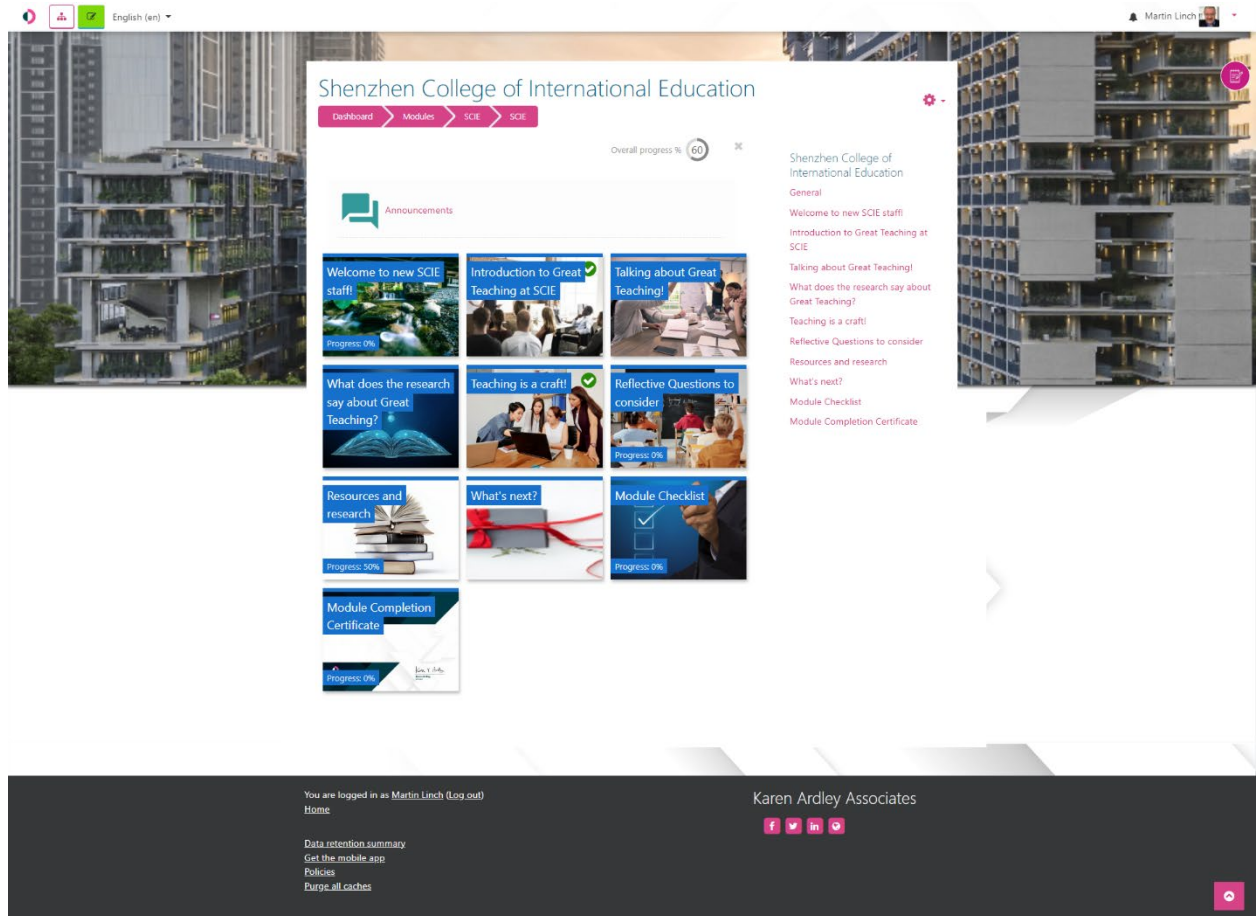 English (en)
Martin Linch
Shenzhen College of International Education
Dashboard
Modules
SCIE
SCIE
Overall progress %
60
Announcements
Welcome to new SCIE
staff!
Progress: 0%
Introduction to Great
Teaching at SCIE
Talking about Great
Teaching!
What does the research
say about Great
Teaching?
Teaching is a craft!
Reflective Questions to
consider
Progress: 0%
Resources and
research
Progress: 50%
What's next?
Module Checklist
Progress: 0%
Module Completion
Certificate
Progress: 0%
Shenzhen College of
International Education
General
Welcome to new SCIE staff!
Introduction to Great Teaching at
SCIE
Talking about Great Teaching!
What does the research say about
Great Teaching?
Teaching is a craft!
Reflective Questions to consider
Resources and research
What's next?
Module Checklist
Module Completion Certificate
You are logged in as Martin Linch (Log out)
Home
Data retention summary
Get the mobile app
Policies
Purge all caches
Karen Ardley Associates